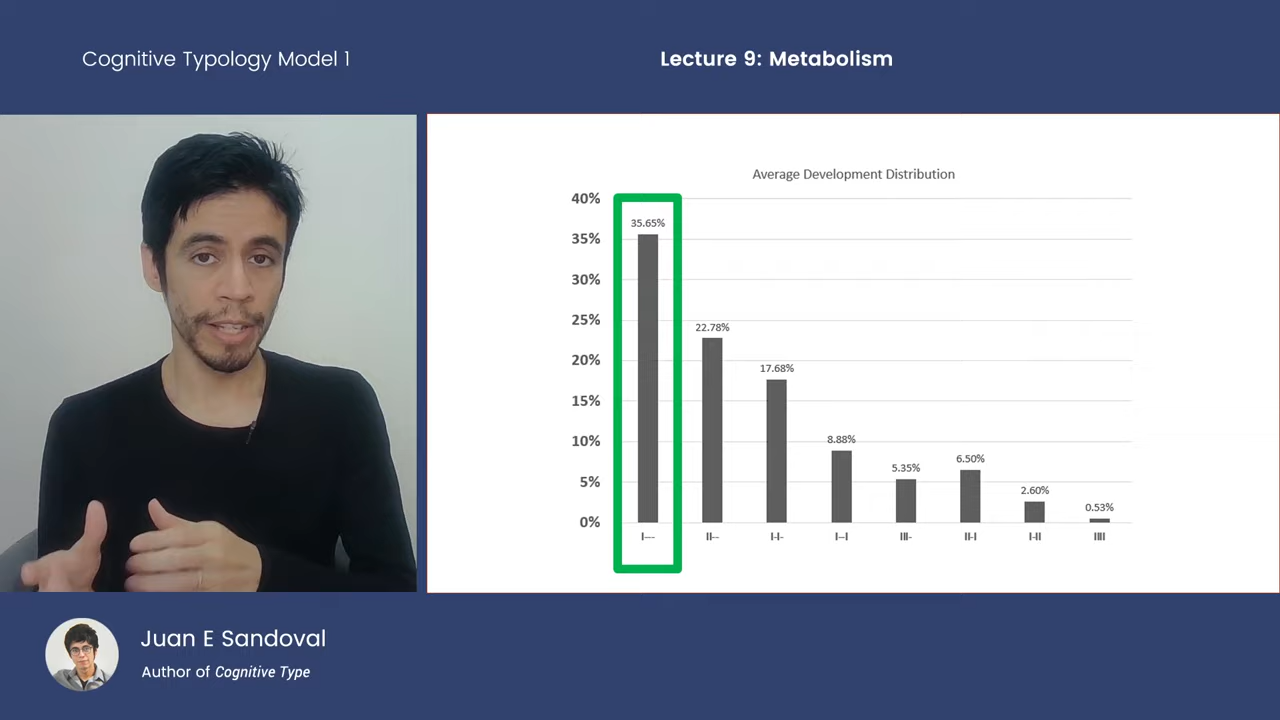 Cognitive Typology Model 1
Lecture 9: Metabolism
Average Development Distribution
40%
35%
30%
25%
20%
15%
10%
5%
0%
35.65%
22.78%
17.68%
8.88%
5.35%
6.50%
2.60%
0.53%
I---
II--
I-I-
I--I
III-
II-I
I-II
IIII
Juan E Sandoval
Author of Cognitive Type